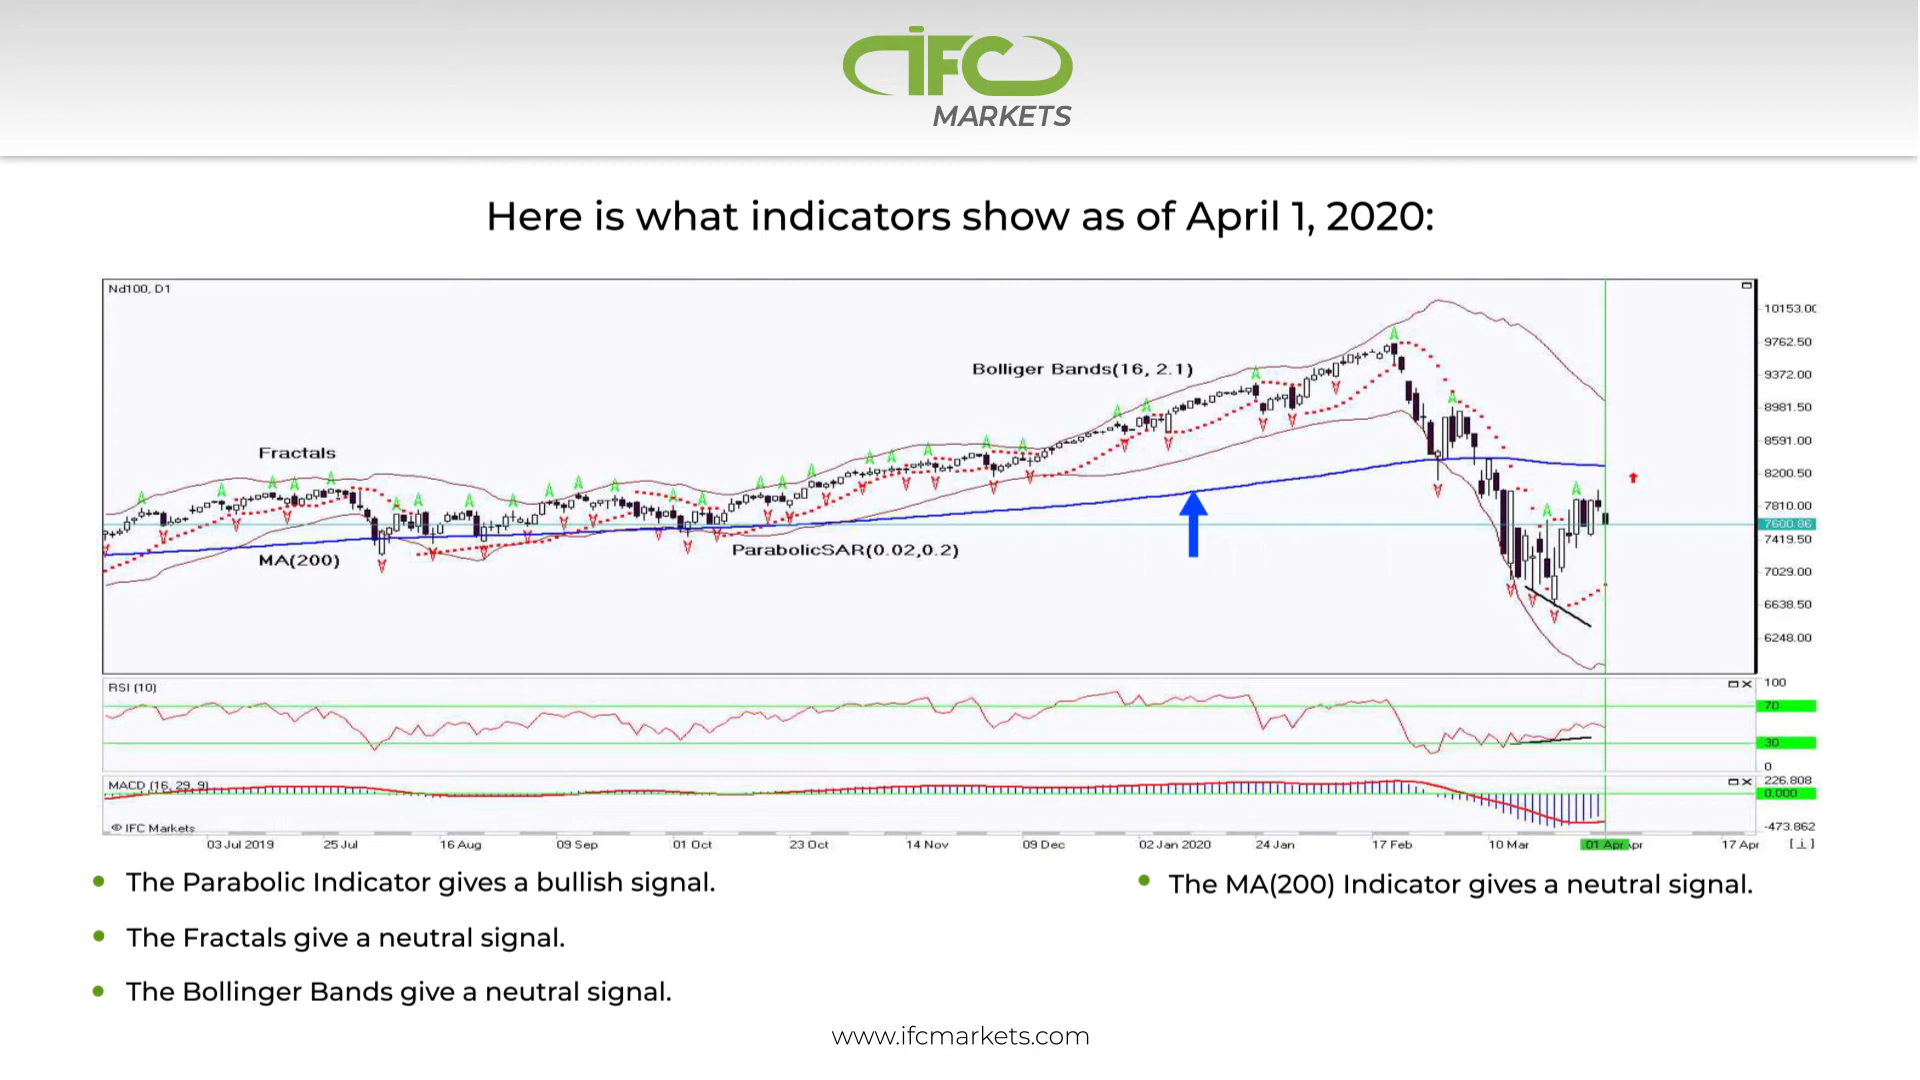 IFC
MARKETS
Here is what indicators show as of April 1, 2020:
Nd100, D1
10153.00
9762.50
Bolliger Bands(16, 2.1)
9372.00
8981.50
8591.00
Fractals
8200.50
7810.00
7600.86
7419.50
ParabolicSAR(0.02,0.2)
MA(200)
7029.00
6638.50
6248.00
RSI (10)
100
70
30
0
MACD (16, 29, 9)
226.808
0.000
-473.862
© IFC Markets
03 Jul 2019 25 Jul 16 Aug 09 Sep 01 Oct 23 Oct 14 Nov 09 Dec 02 Jan 2020 24 Jan 17 Feb 10 Mar 01 Apr pr 17 Apr
The Parabolic Indicator gives a bullish signal.
The MA(200) Indicator gives a neutral signal.
The Fractals give a neutral signal.
The Bollinger Bands give a neutral signal.
www.ifcmarkets.com